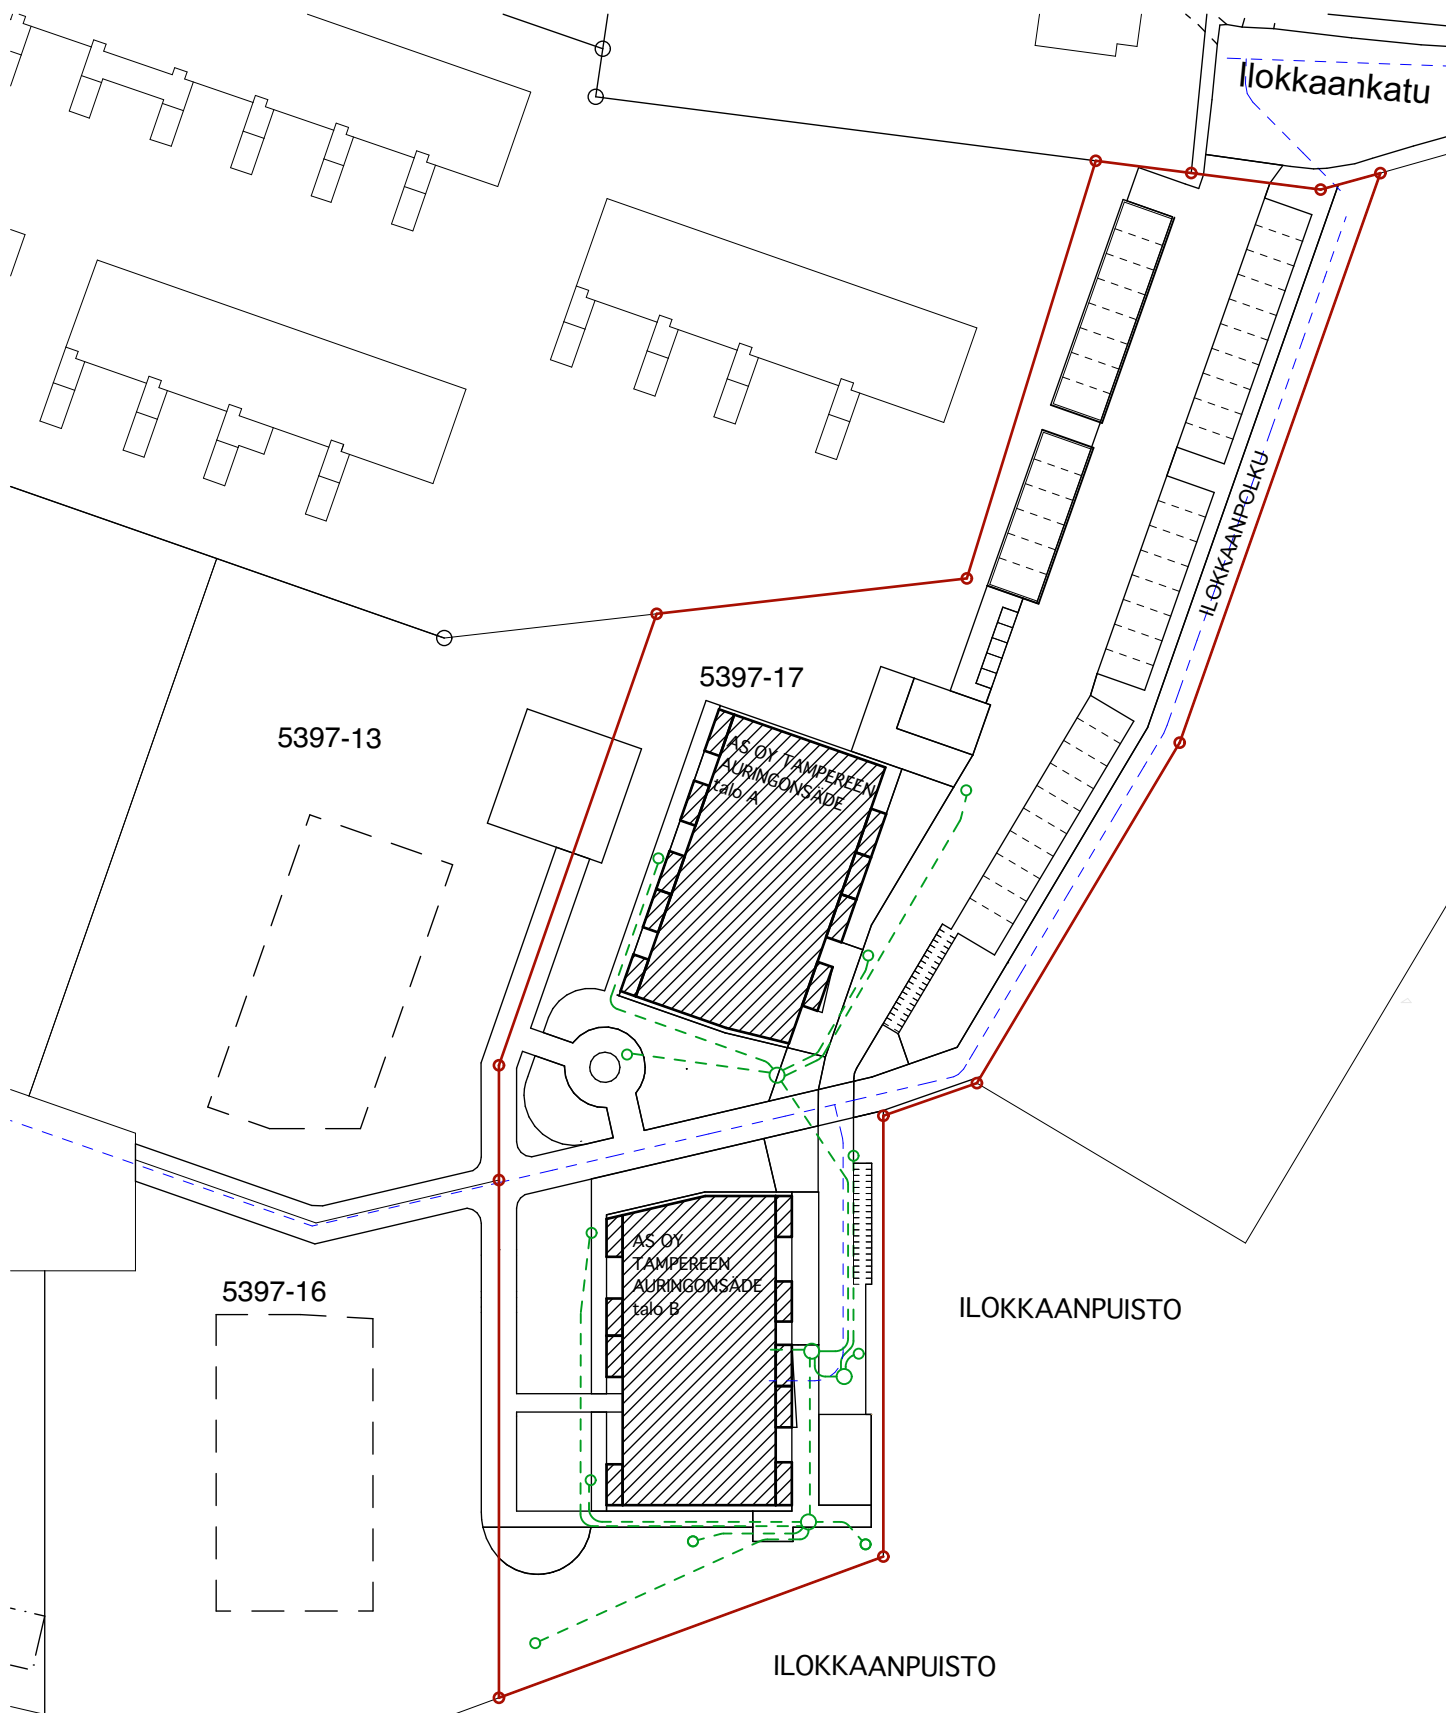 Ilokkaankatu
ILOKKAANPOLKU
5397-17
5397-13
AS OY TAMPEREEN
AURINGONSÄDE
talo A
AS OY
TAMPEREEN
AURINGONSÄDE
talo B
5397-16
ILOKKAANPUISTO
ILOKKAANPUISTO